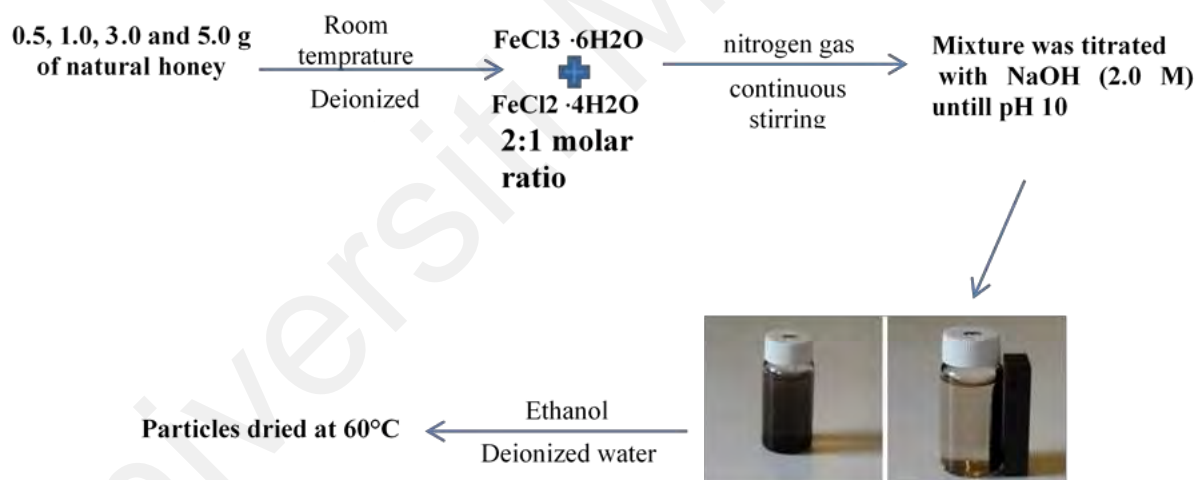 0.5, 1.0, 3.0 and 5.0 g
of natural honey
Room
temprature
Deionized
FeCl3 ·6H2O
FeCl2 ·4H2O
2:1 molar
ratio
nitrogen gas
continuous
stirring
Mixture was titrated
with NaOH (2.0 M)
untill pH 10
Ethanol
Deionized water
Particles dried at 60°C